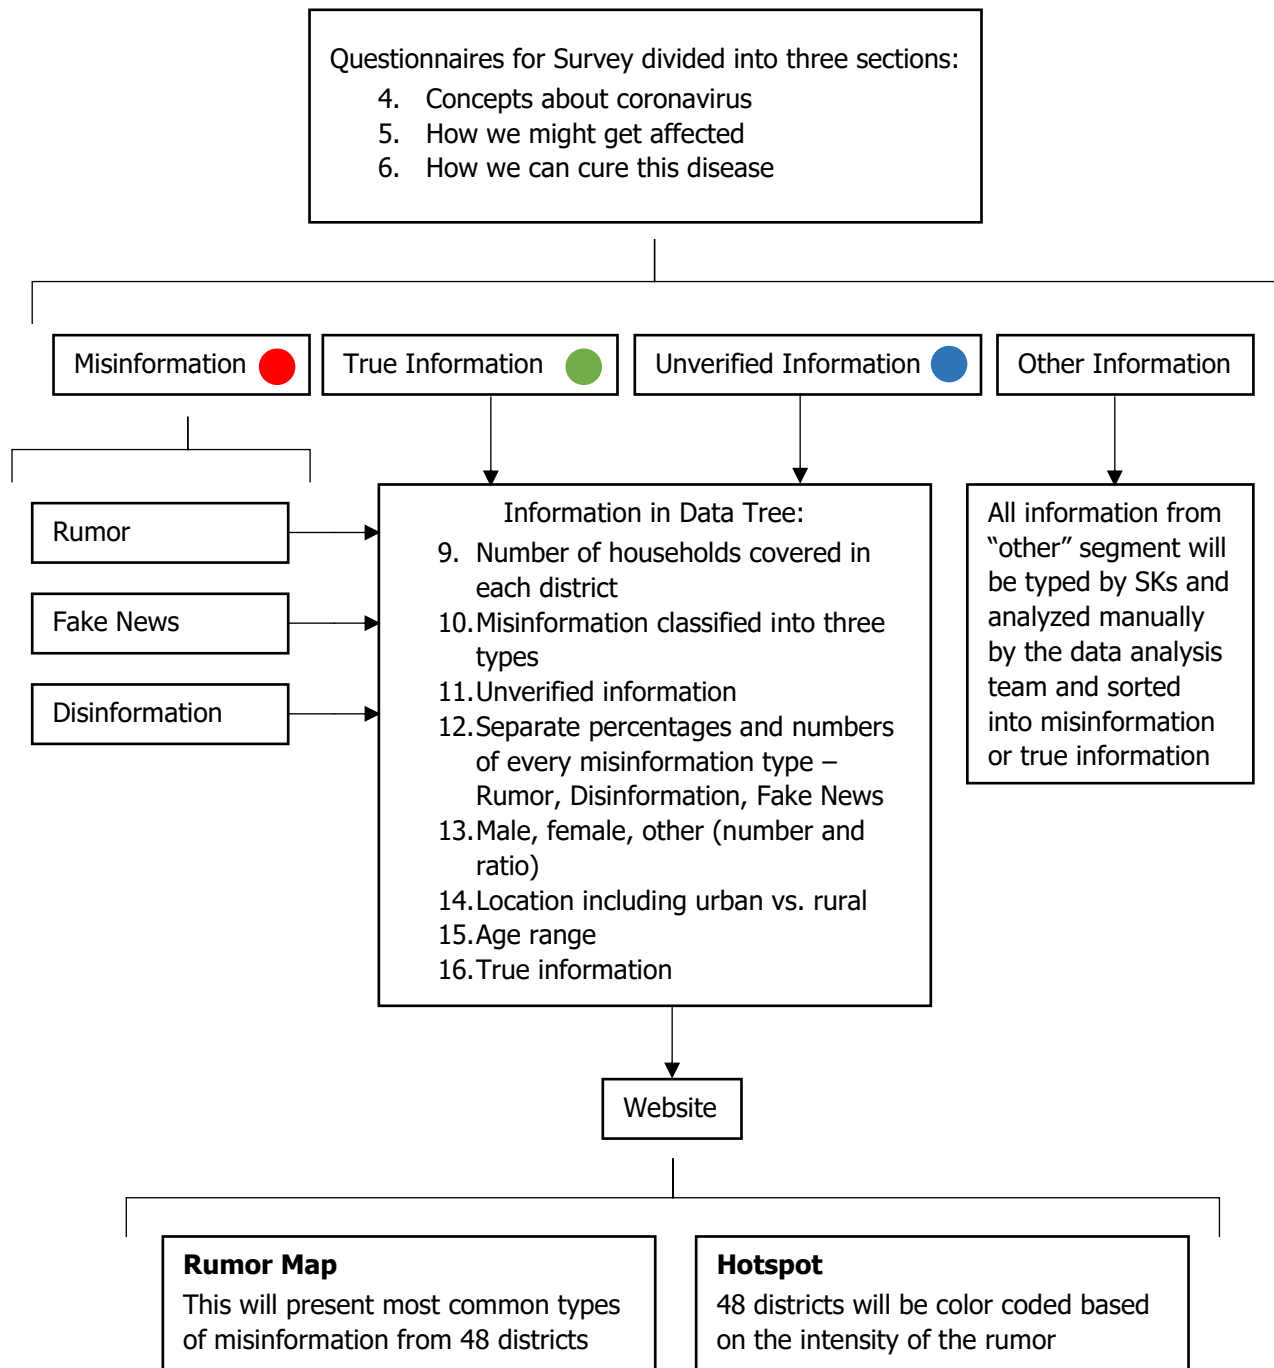 Questionnaires for Survey divided into three sections:
4. Concepts about coronavirus
5. How we might get affected
6. How we can cure this disease
Misinformation
True Information
Unverified Information
Other Information
Rumor
Fake News
Disinformation
Information in Data Tree:
9. Number of households covered in
each district
10. Misinformation classified into three
types
11. Unverified information
12. Separate percentages and numbers
of every misinformation type –
Rumor, Disinformation, Fake News
13. Male, female, other (number and
ratio)
14. Location including urban vs. rural
15. Age range
16. True information
All information from
“other” segment will
be typed by SKs and
analyzed manually
by the data analysis
team and sorted
into misinformation
or true information
Website
Rumor Map
This will present most common types
of misinformation from 48 districts
Hotspot
48 districts will be color coded based
on the intensity of the rumor